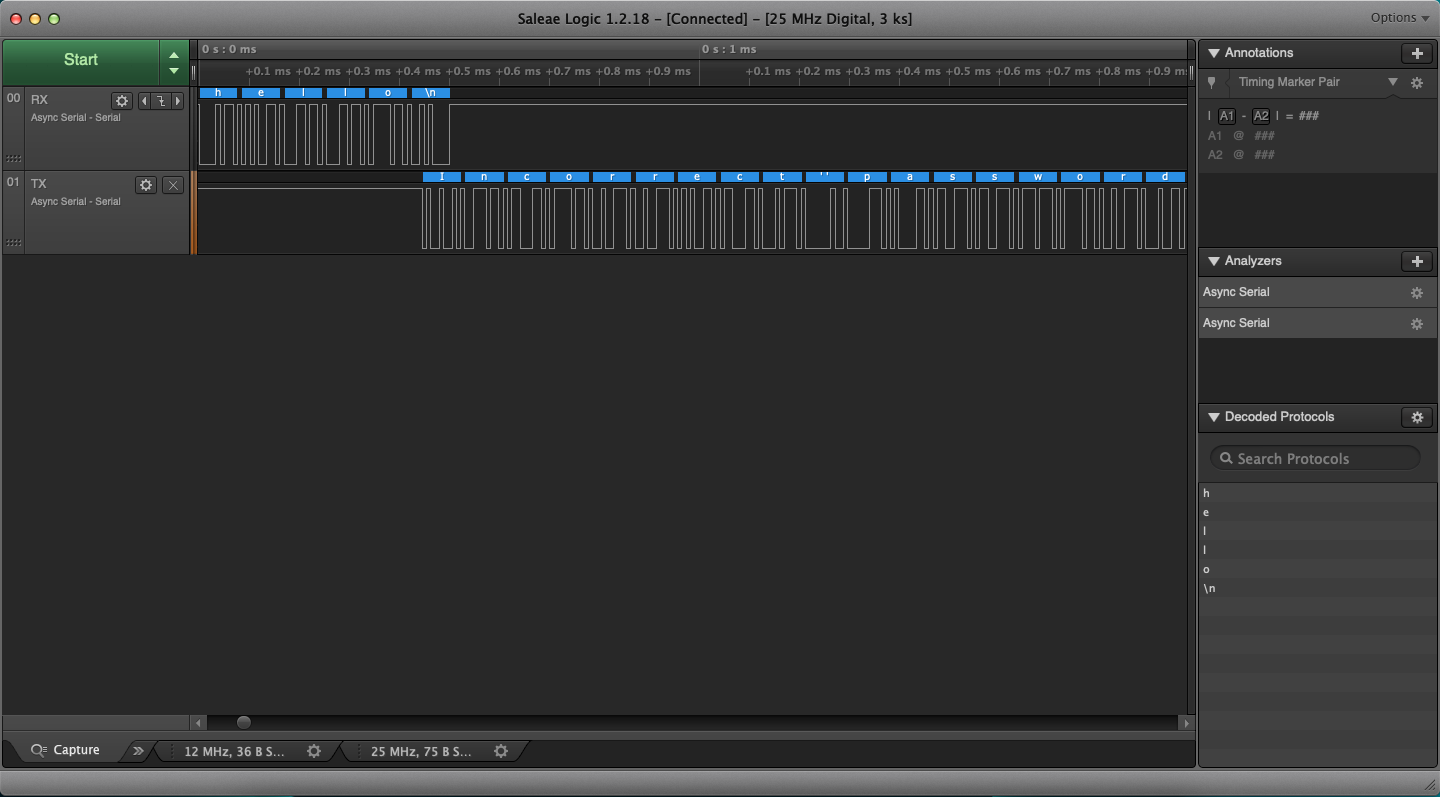 Saleae Logic 1.2.18 – [Connected] – [25 MHz Digital, 3 ks]
Options
Start
0 s : 0 ms 0 s : 1 ms
+0.1 ms +0.2 ms +0.3 ms +0.4 ms +0.5 ms +0.6 ms +0.7 ms +0.8 ms +0.9 ms +0.1 ms +0.2 ms +0.3 ms +0.4 ms +0.5 ms +0.6 ms +0.7 ms +0.8 ms +0.9 m
00 RX
Async Serial - Serial
h e l l o \n
01 TX
Async Serial - Serial
I n c o r r e c t ' ' p a s s w o r d
Annotations
Timing Marker Pair
| A1 - A2 | = ###
A1 @ ###
A2 @ ###
Analyzers
Async Serial
Async Serial
Decoded Protocols
Search Protocols
h
e
l
l
o
\n
Capture
12 MHz, 36 B S...
25 MHz, 75 B S...